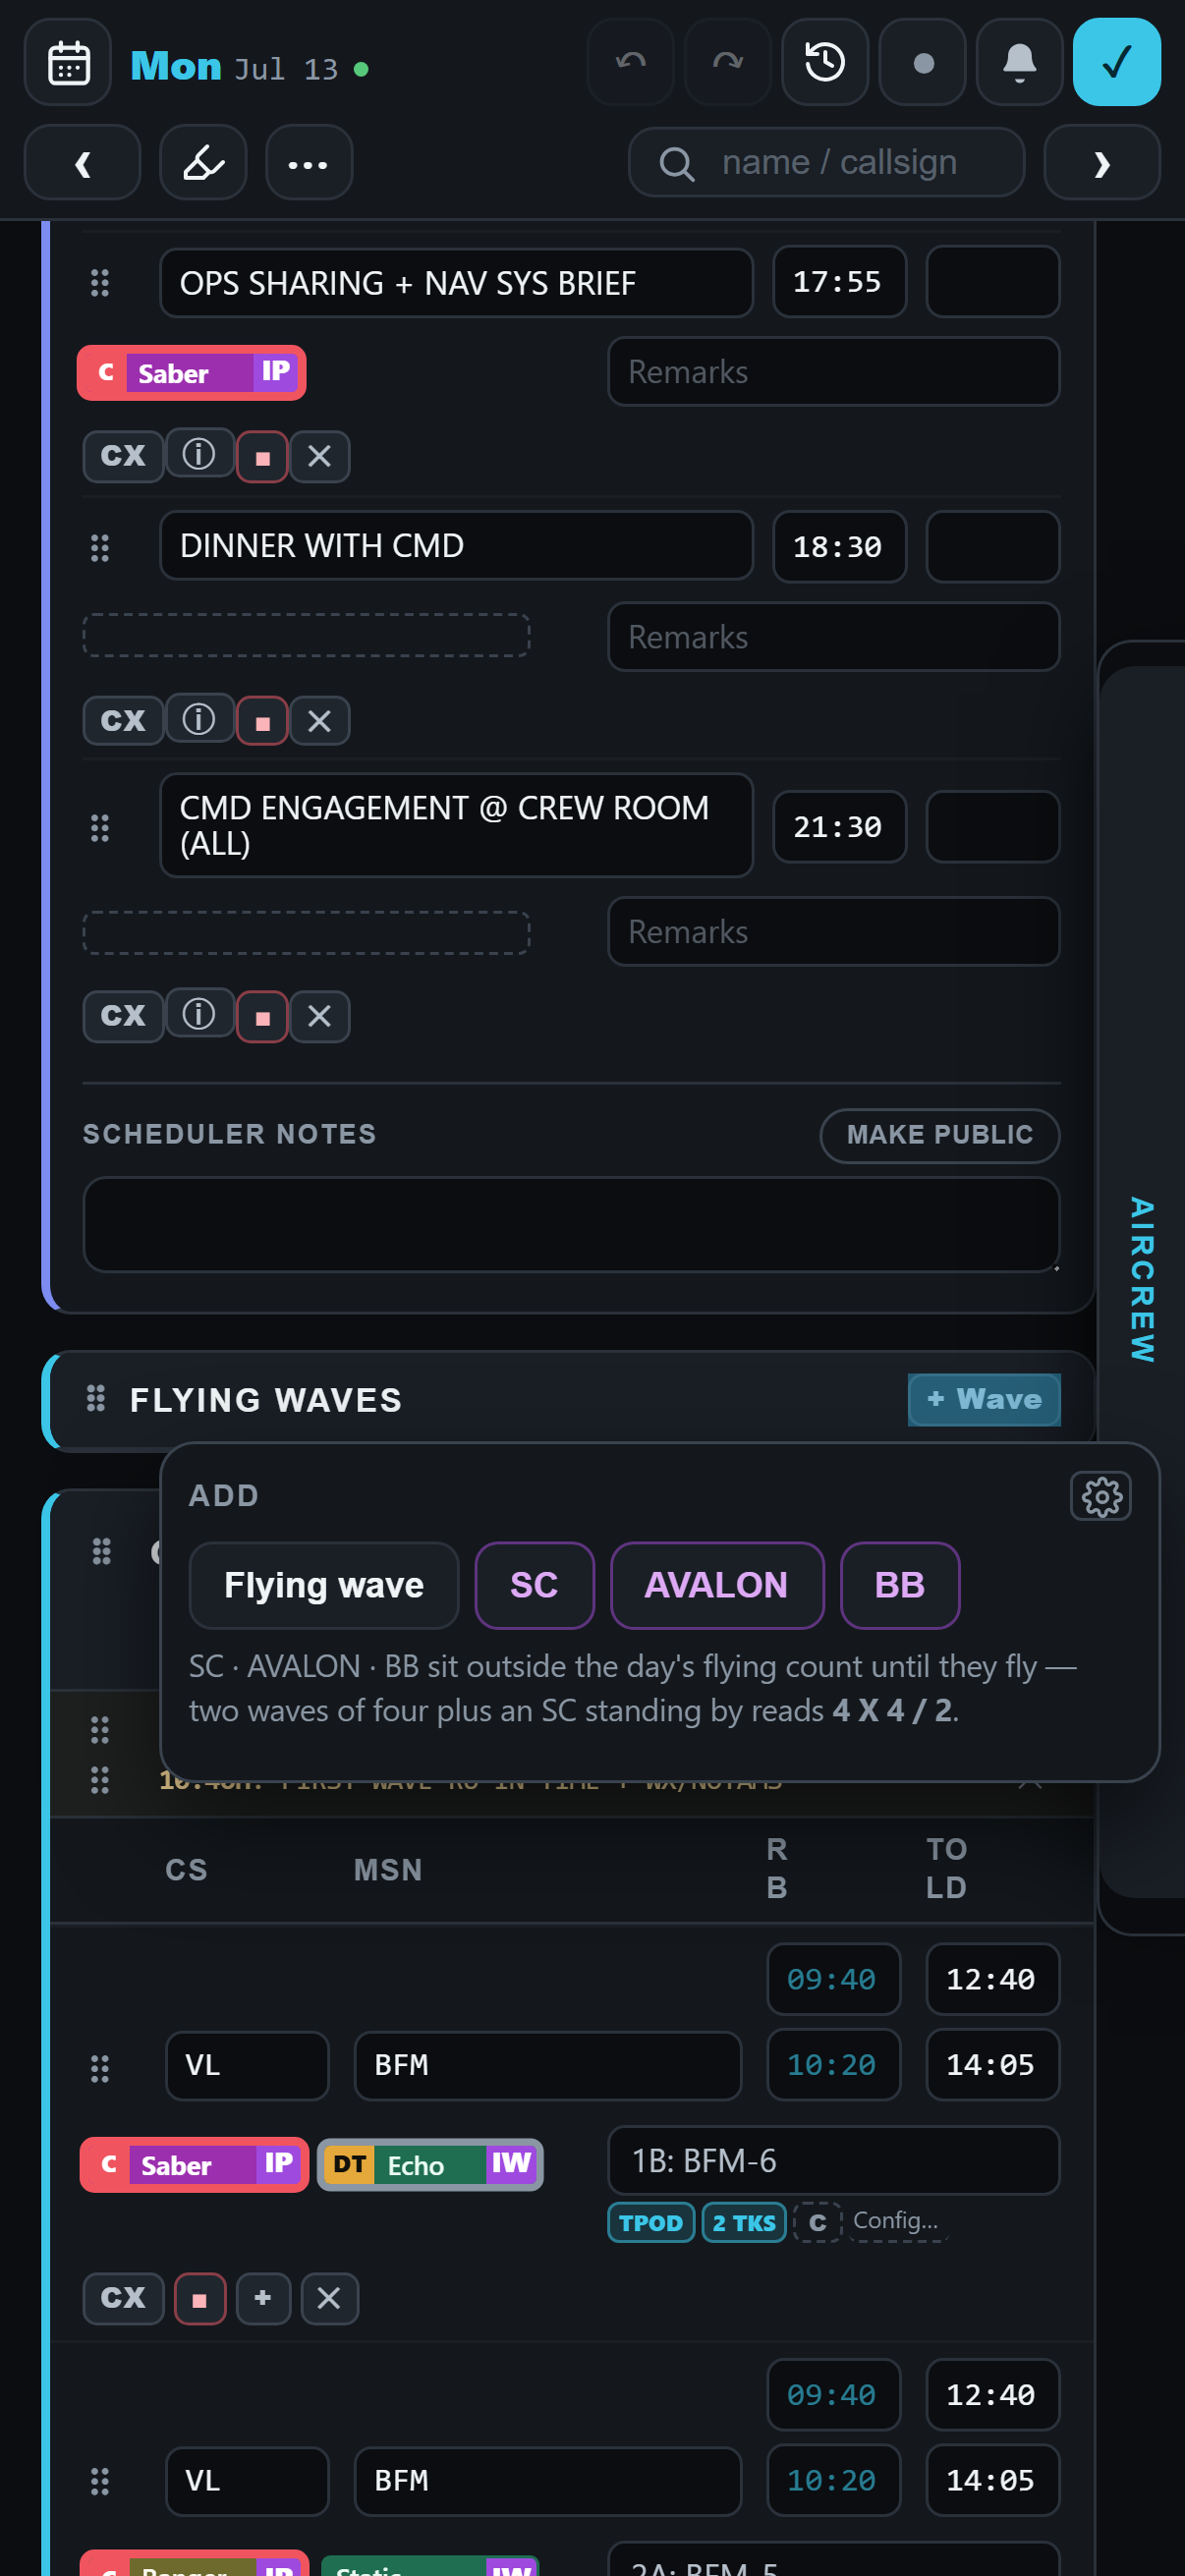 Mon Jul 13
name / callsign
OPS SHARING + NAV SYS BRIEF 17:55
C Saber IP Remarks
CX
DINNER WITH CMD 18:30
Remarks
CX
CMD ENGAGEMENT @ CREW ROOM
(ALL) 21:30
Remarks
CX
SCHEDULER NOTES MAKE PUBLIC
AIRCREW
FLYING WAVES + Wave
ADD
Flying wave SC AVALON BB
SC · AVALON · BB sit outside the day's flying count until they fly —
two waves of four plus an SC standing by reads 4 X 4 / 2.
CS MSN R
B TO
LD
09:40 12:40
VL BFM 10:20 14:05
C Saber IP DT Echo IW 1B: BFM-6
TPOD 2 TKS C Config...
CX + 
09:40 12:40
VL BFM 10:20 14:05